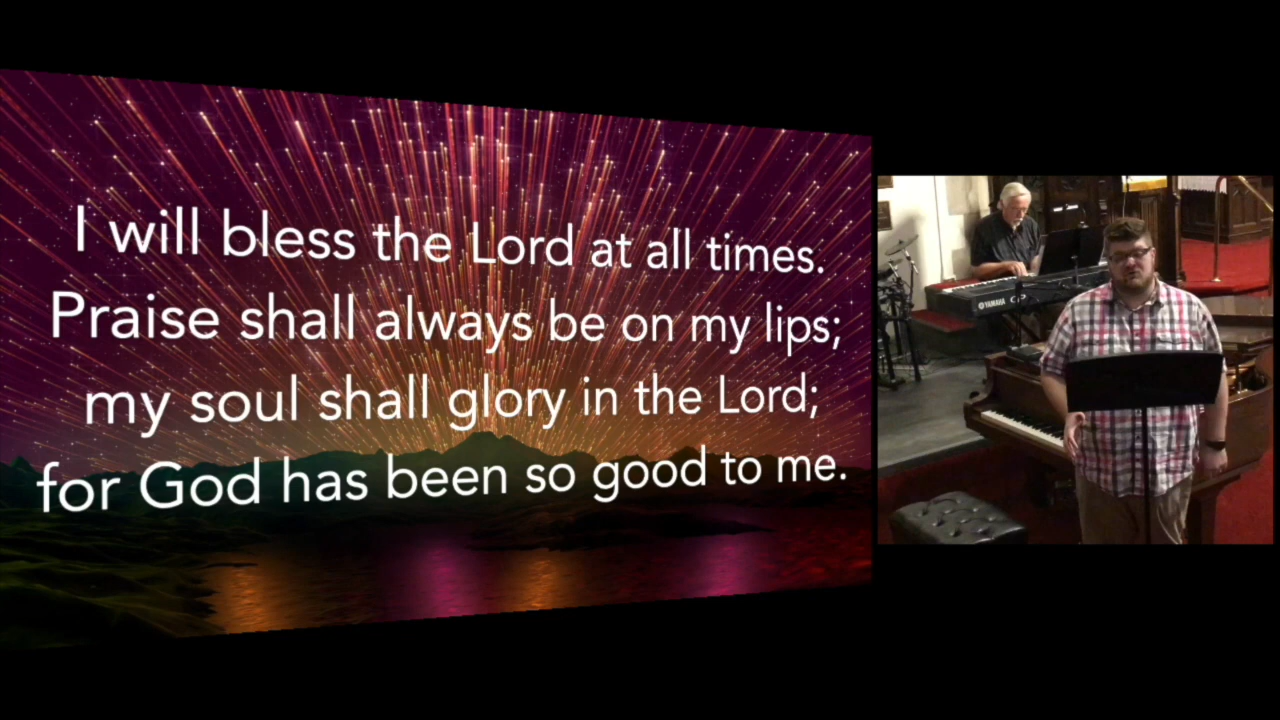 I will bless the Lord at all times.
Praise shall always be on my lips;
my soul shall glory in the Lord;
for God has been so good to me.
YAMAHA